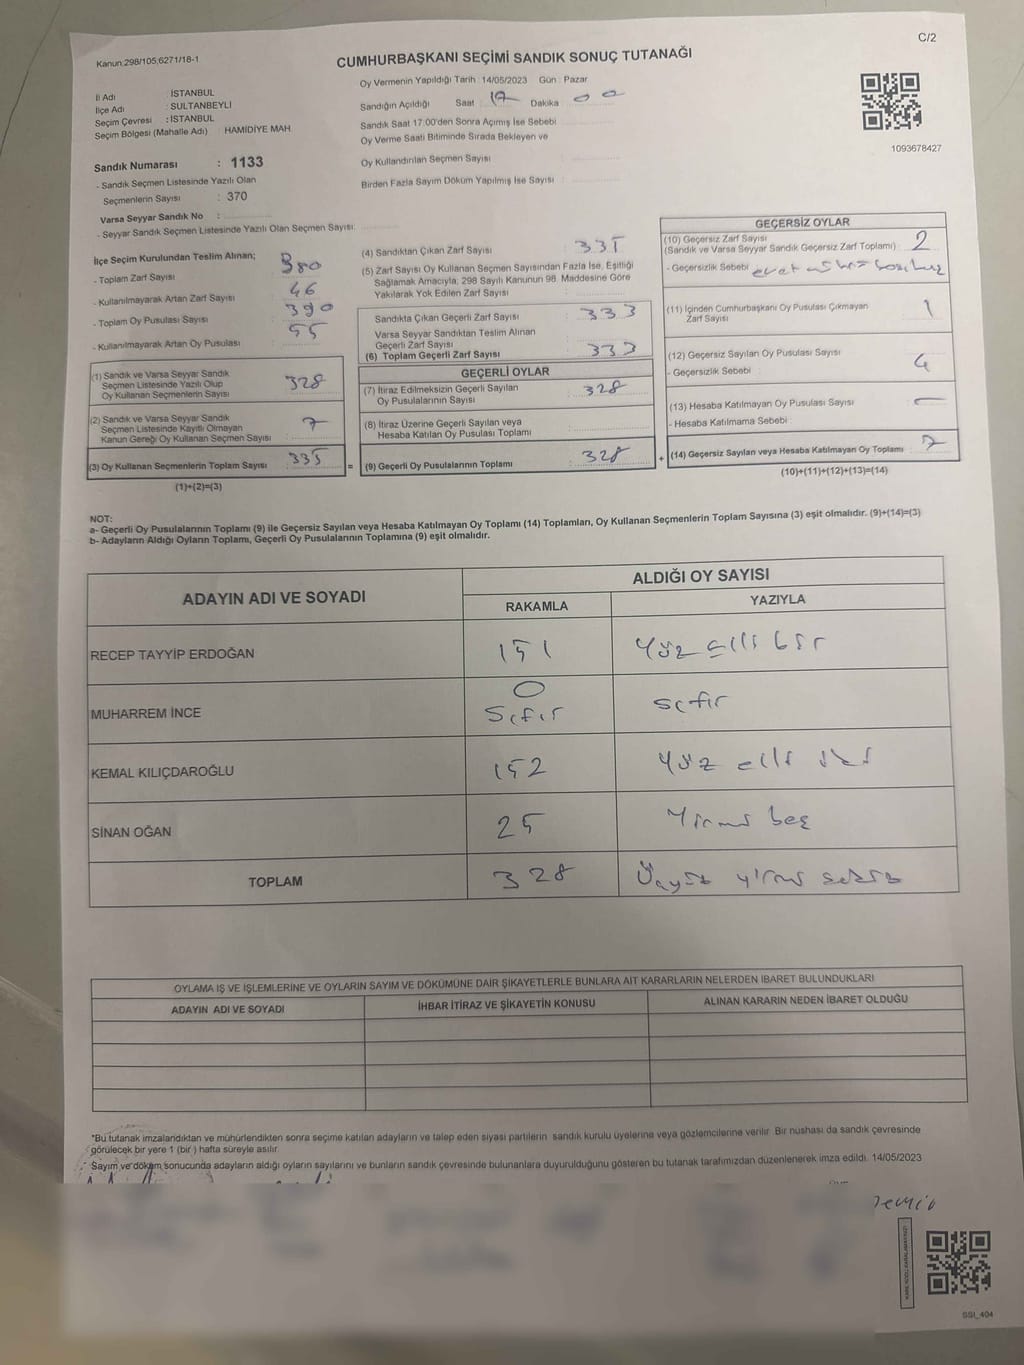 C/2
Kanun:298/105,6271/18-1
CUMHURBAŞKANI SEÇİMİ SANDIK SONUÇ TUTANAĞI
İl Adı : İSTANBUL
İlçe Adı : SULTANBEYLİ
Seçim Çevresi : İSTANBUL
Seçim Bölgesi (Mahalle Adı) : HAMİDİYE MAH.
Oy Vermenin Yapıldığı Tarih : 14/05/2023 Gün : Pazar
Sandığın Açıldığı Saat : 17 Dakika : 00
Sandık Saat 17:00'den Sonra Açımış İse Sebebi :
Oy Verme Saati Bitiminde Sırada Bekleyen ve
Oy Kullandırılan Seçmen Sayısı :
Birden Fazla Sayım Döküm Yapılmış İse Sayısı :
1093678427
Sandık Numarası : 1133
- Sandık Seçmen Listesinde Yazılı Olan
Seçmenlerin Sayısı : 370
Varsa Seyyar Sandık No :
- Seyyar Sandık Seçmen Listesinde Yazılı Olan Seçmen Sayısı:
İlçe Seçim Kurulundan Teslim Alınan;
- Toplam Zarf Sayısı : 380
- Kullanılmayarak Artan Zarf Sayısı : 46
- Toplam Oy Pusulası Sayısı : 390
- Kullanılmayarak Artan Oy Pusulası : 55
(1) Sandık ve Varsa Seyyar Sandık
Seçmen Listesinde Yazılı Olup
Oy Kullanan Seçmenlerin Sayısı : 328
(2) Sandık ve Varsa Seyyar Sandık
Seçmen Listesinde Kayıtlı Olmayan
Kanun Gereği Oy Kullanan Seçmen Sayısı : 7
(3) Oy Kullanan Seçmenlerin Toplam Sayısı : 335 =
(1)+(2)=(3)
(4) Sandıktan Çıkan Zarf Sayısı : 335
(5) Zarf Sayısı Oy Kullanan Seçmen Sayısından Fazla İse, Eşitliği
Sağlamak Amacıyla; 298 Sayılı Kanunun 98. Maddesine Göre
Yakılarak Yok Edilen Zarf Sayısı :
Sandıkta Çıkan Geçerli Zarf Sayısı : 333
Varsa Seyyar Sandıktan Teslim Alınan
Geçerli Zarf Sayısı :
(6) Toplam Geçerli Zarf Sayısı : 333
GEÇERLİ OYLAR
(7) İtiraz Edilmeksizin Geçerli Sayılan
Oy Pusulalarının Sayısı : 328
(8) İtiraz Üzerine Geçerli Sayılan veya
Hesaba Katılan Oy Pusulası Toplamı :
(9) Geçerli Oy Pusulalarının Toplamı : 328 +
GEÇERSİZ OYLAR
(10) Geçersiz Zarf Sayısı
(Sandık ve Varsa Seyyar Sandık Geçersiz Zarf Toplamı) : 2
- Geçersizlik Sebebi :
(11) İçinden Cumhurbaşkanı Oy Pusulası Çıkmayan
Zarf Sayısı : 1
(12) Geçersiz Sayılan Oy Pusulası Sayısı : 4
- Geçersizlik Sebebi :
(13) Hesaba Katılmayan Oy Pusulası Sayısı : -
- Hesaba Katılmama Sebebi :
(14) Geçersiz Sayılan veya Hesaba Katılmayan Oy Toplamı : 7
(10)+(11)+(12)+(13)=(14)
NOT:
a- Geçerli Oy Pusulalarının Toplamı (9) ile Geçersiz Sayılan veya Hesaba Katılmayan Oy Toplamı (14) Toplamları, Oy Kullanan Seçmenlerin Toplam Sayısına (3) eşit olmalıdır. (9)+(14)=(3)
b- Adayların Aldığı Oyların Toplamı, Geçerli Oy Pusulalarının Toplamına (9) eşit olmalıdır.
ADAYIN ADI VE SOYADI
ALDIĞI OY SAYISI
RAKAMLA YAZIYLA
RECEP TAYYİP ERDOĞAN 151 Yüz elli bir
MUHARREM İNCE 0 Sıfır sıfır
KEMAL KILIÇDAROĞLU 152 Yüz elli iki
SİNAN OĞAN 25 Yirmi beş
TOPLAM 328 Üçyüz yirmi sekiz
OYLAMA İŞ VE İŞLEMLERİNE VE OYLARIN SAYIM VE DÖKÜMÜNE DAİR ŞİKAYETLERLE BUNLARA AİT KARARLARIN NELERDEN İBARET BULUNDUKLARI
ADAYIN ADI VE SOYADI İHBAR İTİRAZ VE ŞİKAYETİN KONUSU ALINAN KARARIN NEDEN İBARET OLDUĞU
*Bu tutanak imzalandıktan ve mühürlendikten sonra seçime katılan adayların ve talep eden siyasi partilerin sandık kurulu üyelerine veya gözlemcilerine verilir. Bir nushası da sandık çevresinde
görülecek bir yere 1 (bir) hafta süreyle asılır.
Sayım ve döküm sonucunda adayların aldığı oyların sayılarını ve bunların sandık çevresinde bulunanlara duyurulduğunu gösteren bu tutanak tarafımızdan düzenlenerek imza edildi. 14/05/2023
SSI_404